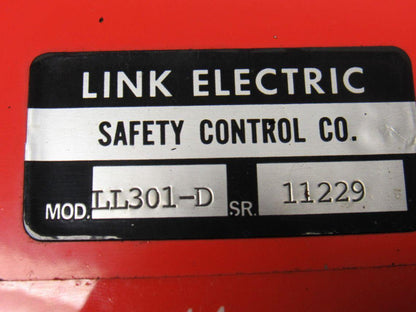 LINK ELECTRIC
SAFETY CONTROL CO.
MOD. LL301-D SR. 11229